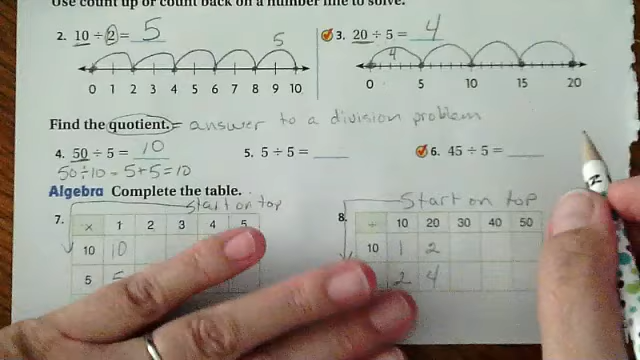 Use count up or count back on a number line to solve.
2. 10 ÷ 2 = 5
3. 20 ÷ 5 = 4
5
4
0 1 2 3 4 5 6 7 8 9 10
0 5 10 15 20
Find the quotient. = answer to a division problem
4. 50 ÷ 5 = 10
5. 5 ÷ 5 =
6. 45 ÷ 5 =
50÷10=5+5=10
Algebra Complete the table.
start on top
Start on top
7.
× 1 2 3 4 5
10 10
5 5
8.
÷ 10 20 30 40 50
10 1 2
2 4
2